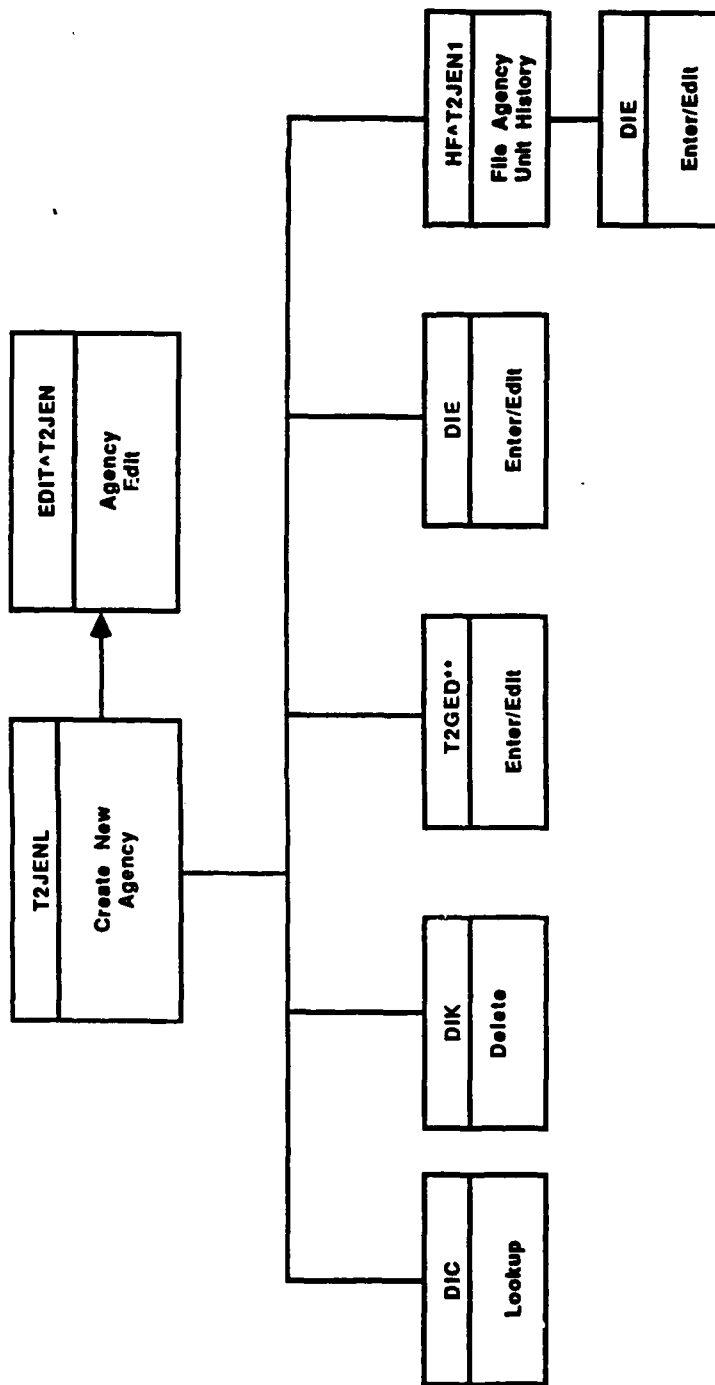 T2JENL
Create New
Agency
EDIT^T2JEN
Agency
Edit
DIC
Lookup
DIK
Delete
T2GED**
Enter/Edit
DIE
Enter/Edit
HF^T2JEN1
File Agency
Unit History
DIE
Enter/Edit